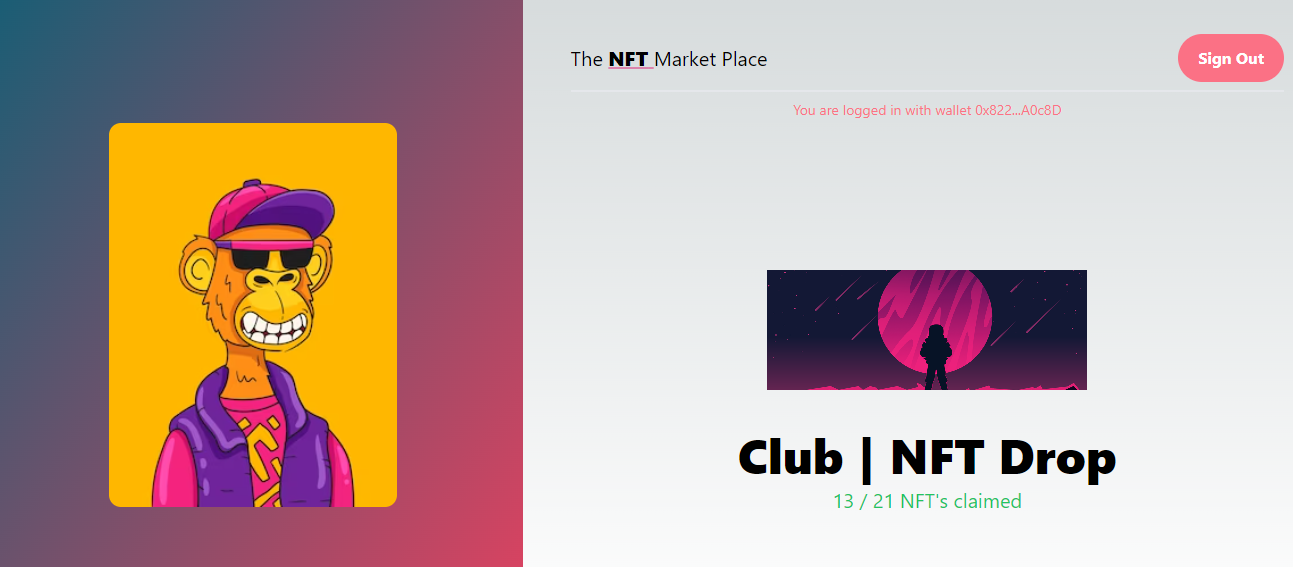 The NFT Market Place
Sign Out
You are logged in with wallet 0x822...A0c8D
Club | NFT Drop
13 / 21 NFT's claimed